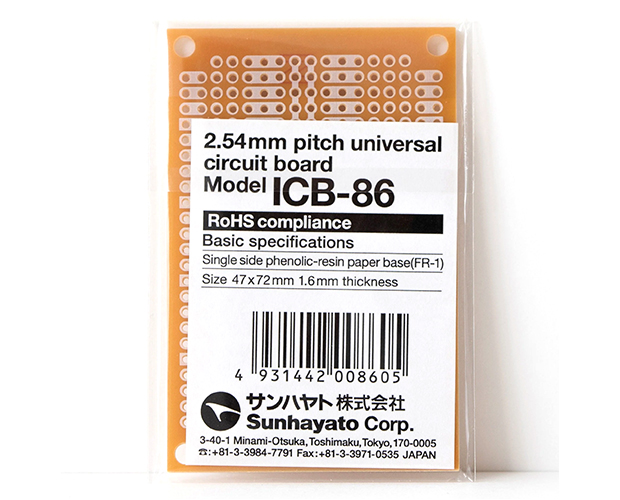 2.54mm pitch universal
circuit board
Model ICB-86
RoHS compliance
Basic specifications
Single side phenolic-resin paper base(FR-1)
Size 47x72mm 1.6mm thickness
4 931442 008605
サンハヤト株式会社
Sunhayato Corp.
3-40-1 Minami-Otsuka,Toshimaku,Tokyo,170-0005
☎:+81-3-3984-7791 Fax:+81-3-3971-0535 JAPAN